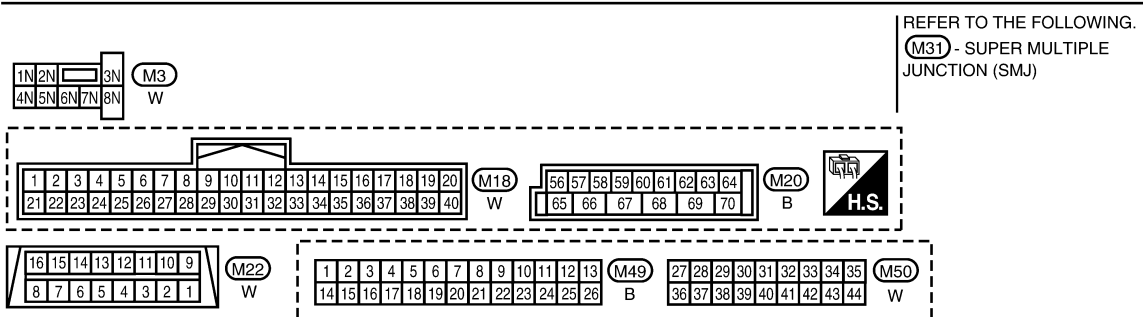 REFER TO THE FOLLOWING.
M31 - SUPER MULTIPLE
JUNCTION (SMJ)
1N 2N 3N M3
4N 5N 6N 7N 8N W
1 2 3 4 5 6 7 8 9 10 11 12 13 14 15 16 17 18 19 20 M18
21 22 23 24 25 26 27 28 29 30 31 32 33 34 35 36 37 38 39 40 W
56 57 58 59 60 61 62 63 64 M20
65 66 67 68 69 70 B
H.S.
16 15 14 13 12 11 10 9 M22
8 7 6 5 4 3 2 1 W
1 2 3 4 5 6 7 8 9 10 11 12 13 M49
14 15 16 17 18 19 20 21 22 23 24 25 26 B
27 28 29 30 31 32 33 34 35 M50
36 37 38 39 40 41 42 43 44 W